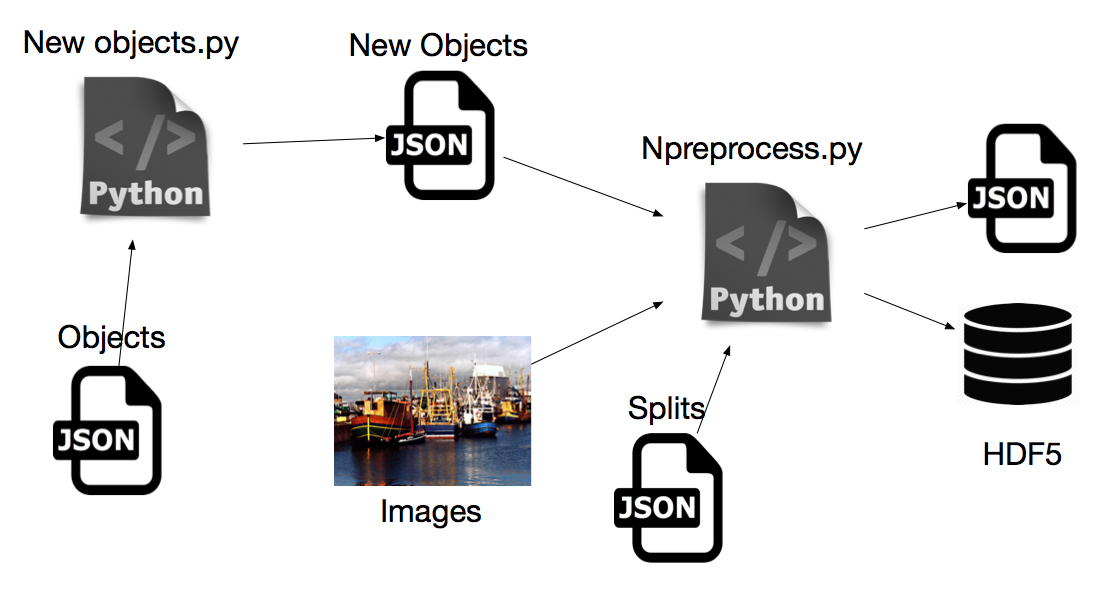 New objects.py
New Objects
</>
Python
JSON
Npreprocess.py
JSON
</>
Python
Objects
JSON
Splits
HDF5
Images
JSON